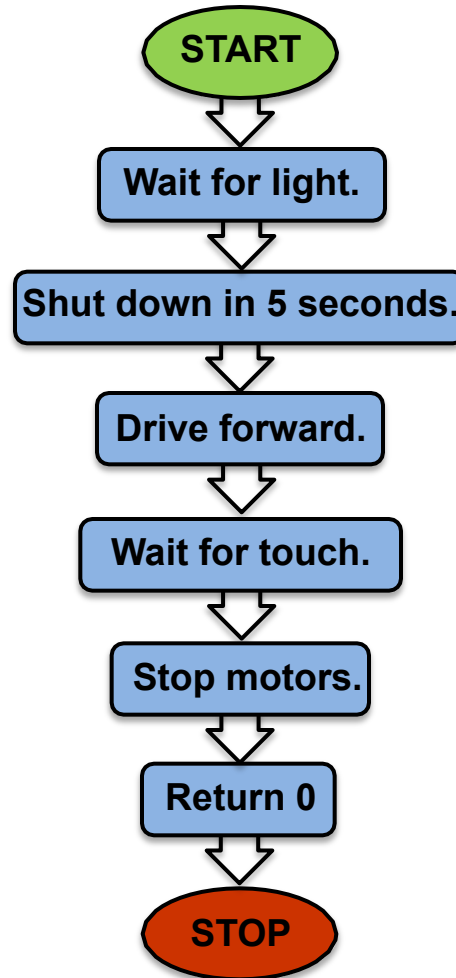 START
Wait for light.
Shut down in 5 seconds.
Drive forward.
Wait for touch.
Stop motors.
Return 0
STOP